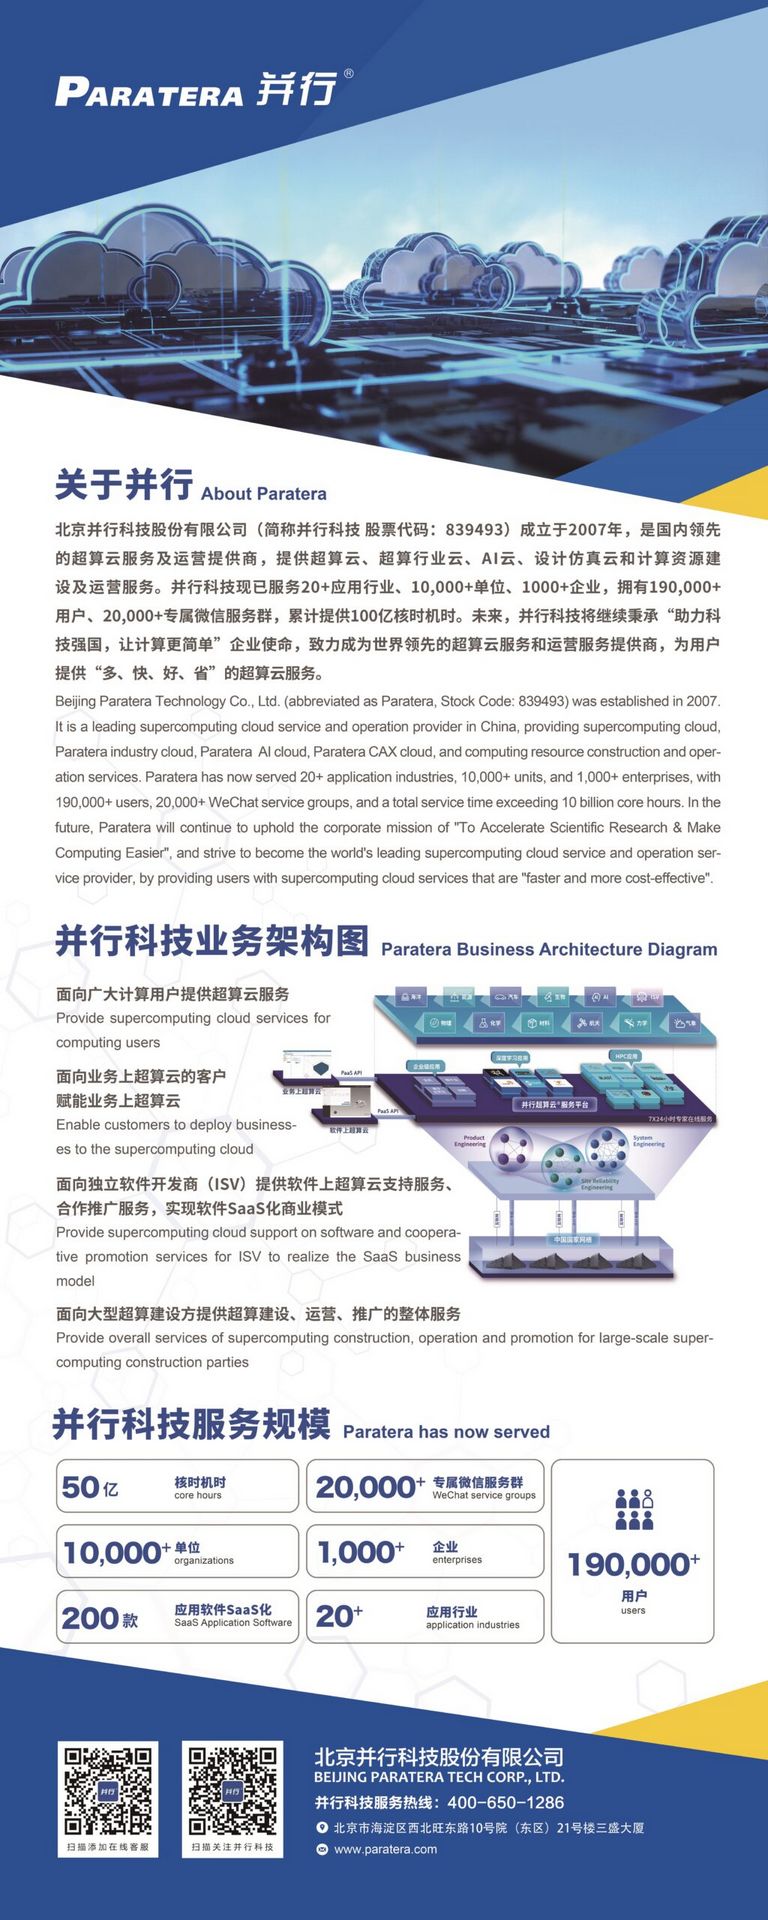 PARATERA 并行®
关于并行 About Paratera
北京并行科技股份有限公司（简称并行科技 股票代码：839493）成立于2007年，是国内领先
的超算云服务及运营提供商，提供超算云、超算行业云、AI云、设计仿真云和计算资源建
设及运营服务。并行科技现已服务20+应用行业、10,000+单位、1000+企业，拥有190,000+
用户、20,000+专属微信服务群，累计提供100亿核时机时。未来，并行科技将继续秉承“助力科
技强国，让计算更简单”企业使命，致力成为世界领先的超算云服务和运营服务提供商，为用户
提供“多、快、好、省”的超算云服务。
Beijing Paratera Technology Co., Ltd. (abbreviated as Paratera, Stock Code: 839493) was established in 2007.
It is a leading supercomputing cloud service and operation provider in China, providing supercomputing cloud,
Paratera industry cloud, Paratera AI cloud, Paratera CAX cloud, and computing resource construction and oper-
ation services. Paratera has now served 20+ application industries, 10,000+ units, and 1,000+ enterprises, with
190,000+ users, 20,000+ WeChat service groups, and a total service time exceeding 10 billion core hours. In the
future, Paratera will continue to uphold the corporate mission of "To Accelerate Scientific Research & Make
Computing Easier", and strive to become the world's leading supercomputing cloud service and operation ser-
vice provider, by providing users with supercomputing cloud services that are "faster and more cost-effective".
并行科技业务架构图 Paratera Business Architecture Diagram
面向广大计算用户提供超算云服务
Provide supercomputing cloud services for
computing users
面向业务上超算云的客户
赋能业务上超算云
Enable customers to deploy business-
es to the supercomputing cloud
面向独立软件开发商（ISV）提供软件上超算云支持服务、
合作推广服务，实现软件SaaS化商业模式
Provide supercomputing cloud support on software and coopera-
tive promotion services for ISV to realize the SaaS business
model
面向大型超算建设方提供超算建设、运营、推广的整体服务
Provide overall services of supercomputing construction, operation and promotion for large-scale super-
computing construction parties
海洋 能源 汽车 生物 AI ISV
物理 化学 材料 航天 力学 气象
企业级应用 深度学习应用 HPC应用
PaaS API
业务上超算云
PaaS API
软件上超算云
并行超算云®服务平台
7X24小时专家在线服务
Product
Engineering
System
Engineering
Site Reliability
Engineering
中国国家网格
并行科技服务规模 Paratera has now served
50亿 核时机时
core hours
20,000+ 专属微信服务群
WeChat service groups
10,000+ 单位
organizations
1,000+ 企业
enterprises
200款 应用软件SaaS化
SaaS Application Software
20+ 应用行业
application industries
190,000+
用户
users
并行
扫描添加在线客服
并行
扫描关注并行科技
北京并行科技股份有限公司
BEIJING PARATERA TECH CORP., LTD.
并行科技服务热线：400-650-1286
北京市海淀区西北旺东路10号院（东区）21号楼三盛大厦
www.paratera.com